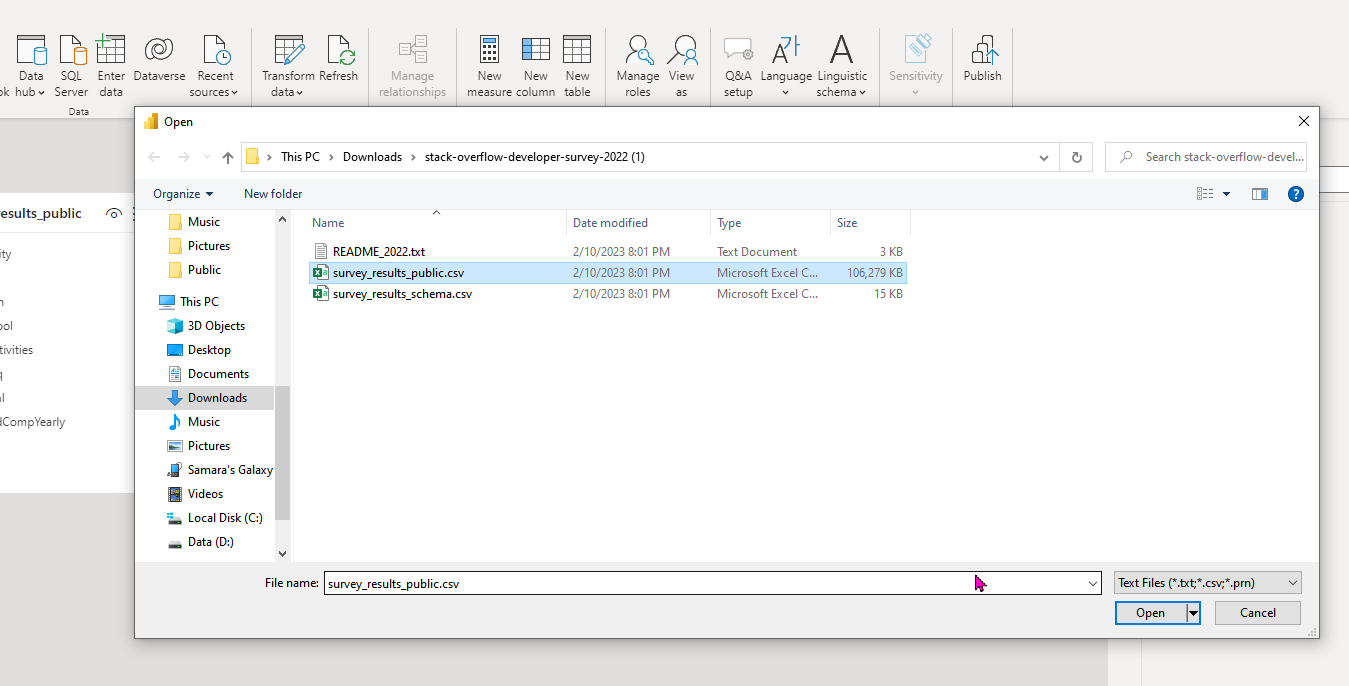 Data hub
SQL Server
Enter data
Dataverse
Recent sources
Transform data
Refresh
Manage relationships
New measure
New column
New table
Manage roles
View as
Q&A setup
Language
Linguistic schema
Sensitivity
Publish
Data
Open
This PC > Downloads > stack-overflow-developer-survey-2022 (1)
Search stack-overflow-devel...
Organize
New folder
Music
Pictures
Public
This PC
3D Objects
Desktop
Documents
Downloads
Music
Pictures
Samara's Galaxy
Videos
Local Disk (C:)
Data (D:)
Name Date modified Type Size
README_2022.txt 2/10/2023 8:01 PM Text Document 3 KB
survey_results_public.csv 2/10/2023 8:01 PM Microsoft Excel C... 106,279 KB
survey_results_schema.csv 2/10/2023 8:01 PM Microsoft Excel C... 15 KB
esults_public
ity
ool
tivities
dCompYearly
File name: survey_results_public.csv
Text Files (*.txt;*.csv;*.prn)
Open
Cancel